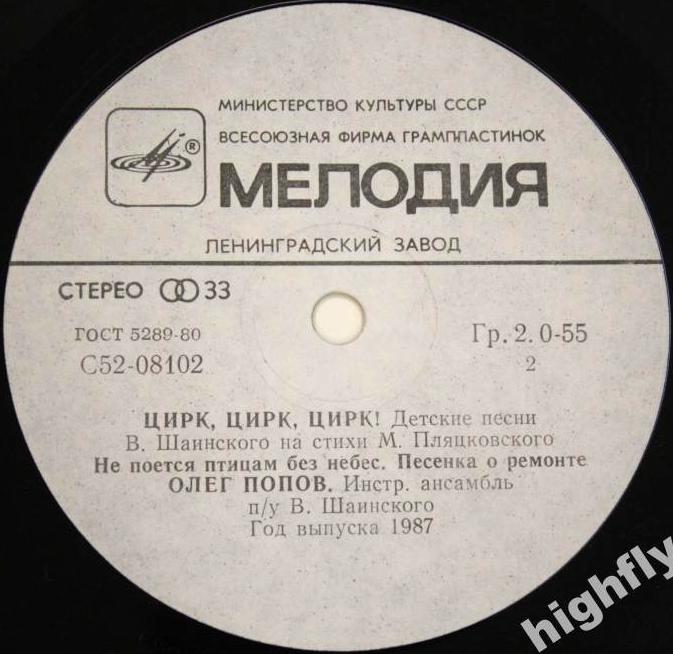 МИНИСТЕРСТВО КУЛЬТУРЫ СССР
ВСЕСОЮЗНАЯ ФИРМА ГРАМПЛАСТИНОК
®
МЕЛОДИЯ
ЛЕНИНГРАДСКИЙ ЗАВОД
СТЕРЕО 33
ГОСТ 5289-80
Гр. 2. 0-55
С52-08102
2
ЦИРК, ЦИРК, ЦИРК! Детские песни
В. Шаинского на стихи М. Пляцковского
Не поется птицам без небес. Песенка о ремонте
ОЛЕГ ПОПОВ. Инстр. ансамбль
п/у В. Шаинского
Год выпуска 1987
highfly